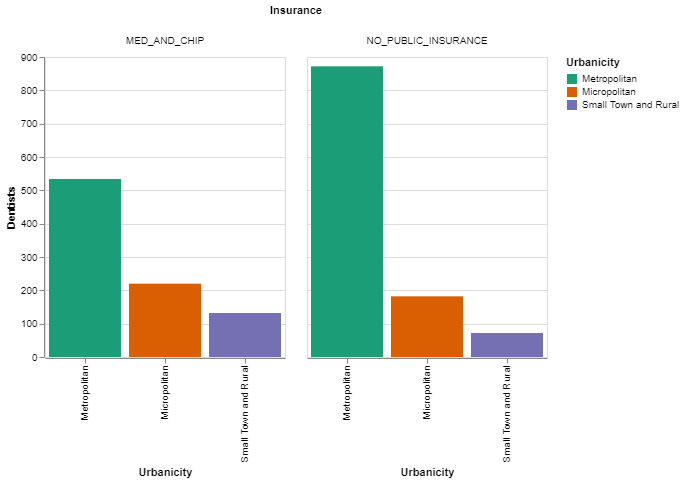 Insurance
MED_AND_CHIP
NO_PUBLIC_INSURANCE
Urbanicity
Metropolitan
Micropolitan
Small Town and Rural
Dentists
900
800
700
600
500
400
300
200
100
0
Metropolitan
Micropolitan
Small Town and Rural
Urbanicity
Metropolitan
Micropolitan
Small Town and Rural
Urbanicity